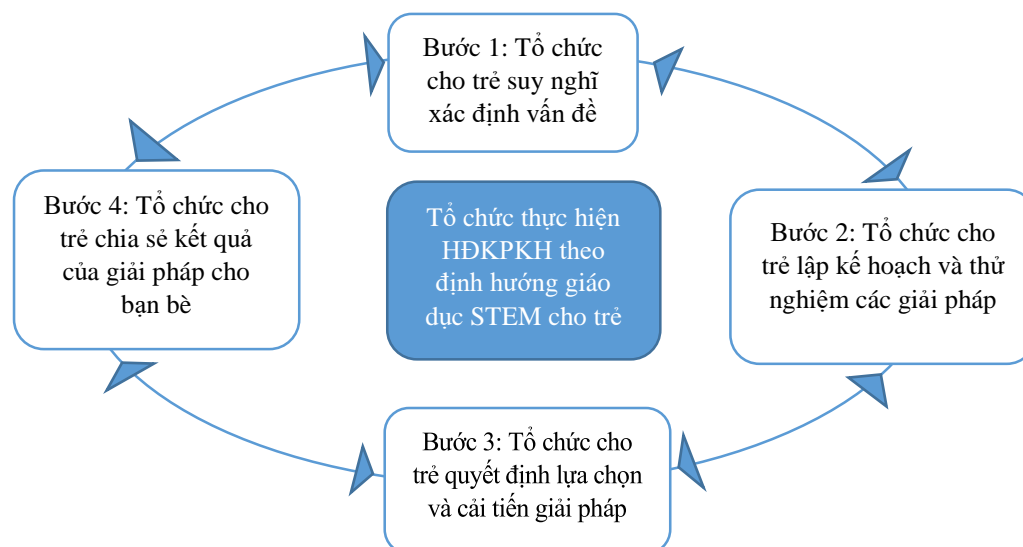 Bước 1: Tổ chức
cho trẻ suy nghĩ
xác định vấn đề
Bước 4: Tổ chức cho
trẻ chia sẻ kết quả
của giải pháp cho
bạn bè
Tổ chức thực hiện
HĐKPKH theo
định hướng giáo
dục STEM cho trẻ
Bước 2: Tổ chức cho
trẻ lập kế hoạch và thử
nghiệm các giải pháp
Bước 3: Tổ chức cho
trẻ quyết định lựa chọn
và cải tiến giải pháp